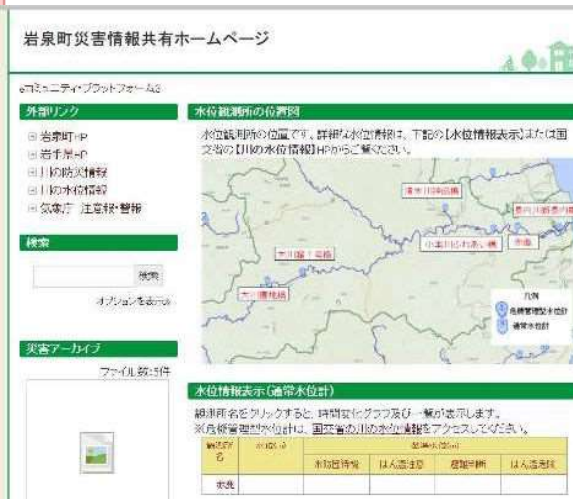 岩泉町災害情報共有ホームページ
eコミュニティ・プラットフォーム
外部リンク
岩泉町HP
岩手県HP
川の防災情報
川の水位情報
気象庁 注意報・警報
検索
検索
オプションを表示
災害アーカイブ
ファイル数:5件
水位観測所の位置図
水位観測所の位置です。詳細な水位情報は、下記の【水位情報表示】または国
交省の【川の水位情報】HPからご覧ください。
凡例
危機管理型水位計
通常水位計
水位情報表示(通常水位計)
観測所名をクリックすると、時間変化グラフ及び一覧が表示します。
※危機管理型水位計は、国交省の川の水位情報をアクセスしてください。
観測所
名
水防団待機
はん濫注意
避難判断
はん濫危険
赤鹿